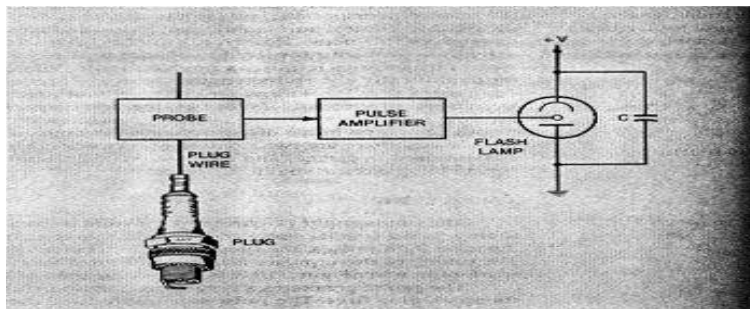 +V
PROBE
PULSE
AMPLIFIER
C
FLASH
LAMP
PLUG
WIRE
PLUG